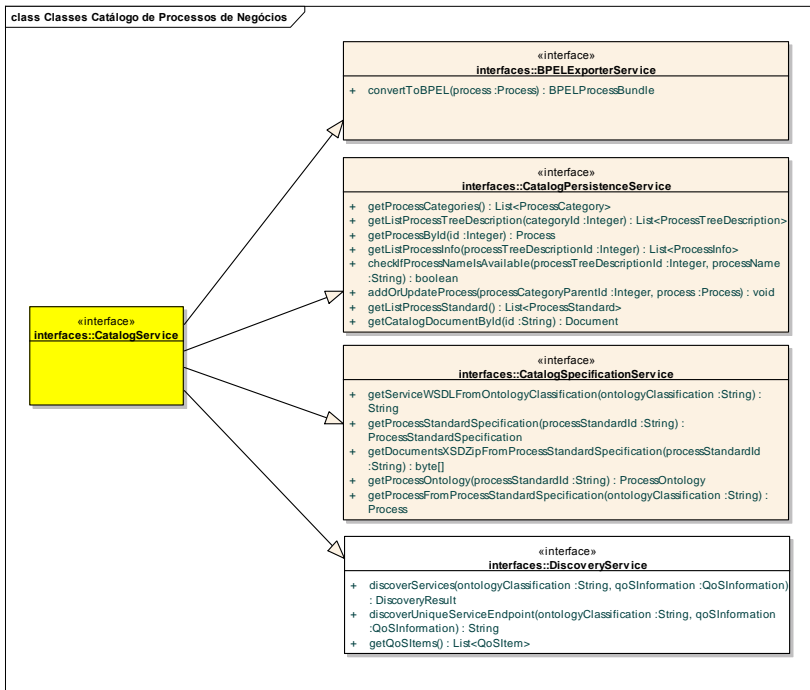 class Classes Catálogo de Processos de Negócios
«interface»
interfaces::BPELExporterService
+ convertToBPEL(process :Process) : BPELProcessBundle
«interface»
interfaces::CatalogPersistenceService
+ getProcessCategories() : List<ProcessCategory>
+ getListProcessTreeDescription(categoryId :Integer) : List<ProcessTreeDescription>
+ getProcessById(id :Integer) : Process
+ getListProcessInfo(processTreeDescriptionId :Integer) : List<ProcessInfo>
+ checkIfProcessNameIsAvailable(processTreeDescriptionId :Integer, processName
:String) : boolean
+ addOrUpdateProcess(processCategoryParentId :Integer, process :Process) : void
+ getListProcessStandard() : List<ProcessStandard>
+ getCatalogDocumentById(id :String) : Document
«interface»
interfaces::CatalogService
«interface»
interfaces::CatalogSpecificationService
+ getServiceWSDLFromOntologyClassification(ontologyClassification :String) :
String
+ getProcessStandardSpecification(processStandardId :String) :
ProcessStandardSpecification
+ getDocumentsXSDZipFromProcessStandardSpecification(processStandardId
:String) : byte[]
+ getProcessOntology(processStandardId :String) : ProcessOntology
+ getProcessFromProcessStandardSpecification(ontologyClassification :String) :
Process
«interface»
interfaces::DiscoveryService
+ discoverServices(ontologyClassification :String, qoSInformation :QoSInformation)
: DiscoveryResult
+ discoverUniqueServiceEndpoint(ontologyClassification :String, qoSInformation
:QoSInformation) : String
+ getQoSItems() : List<QoSItem>